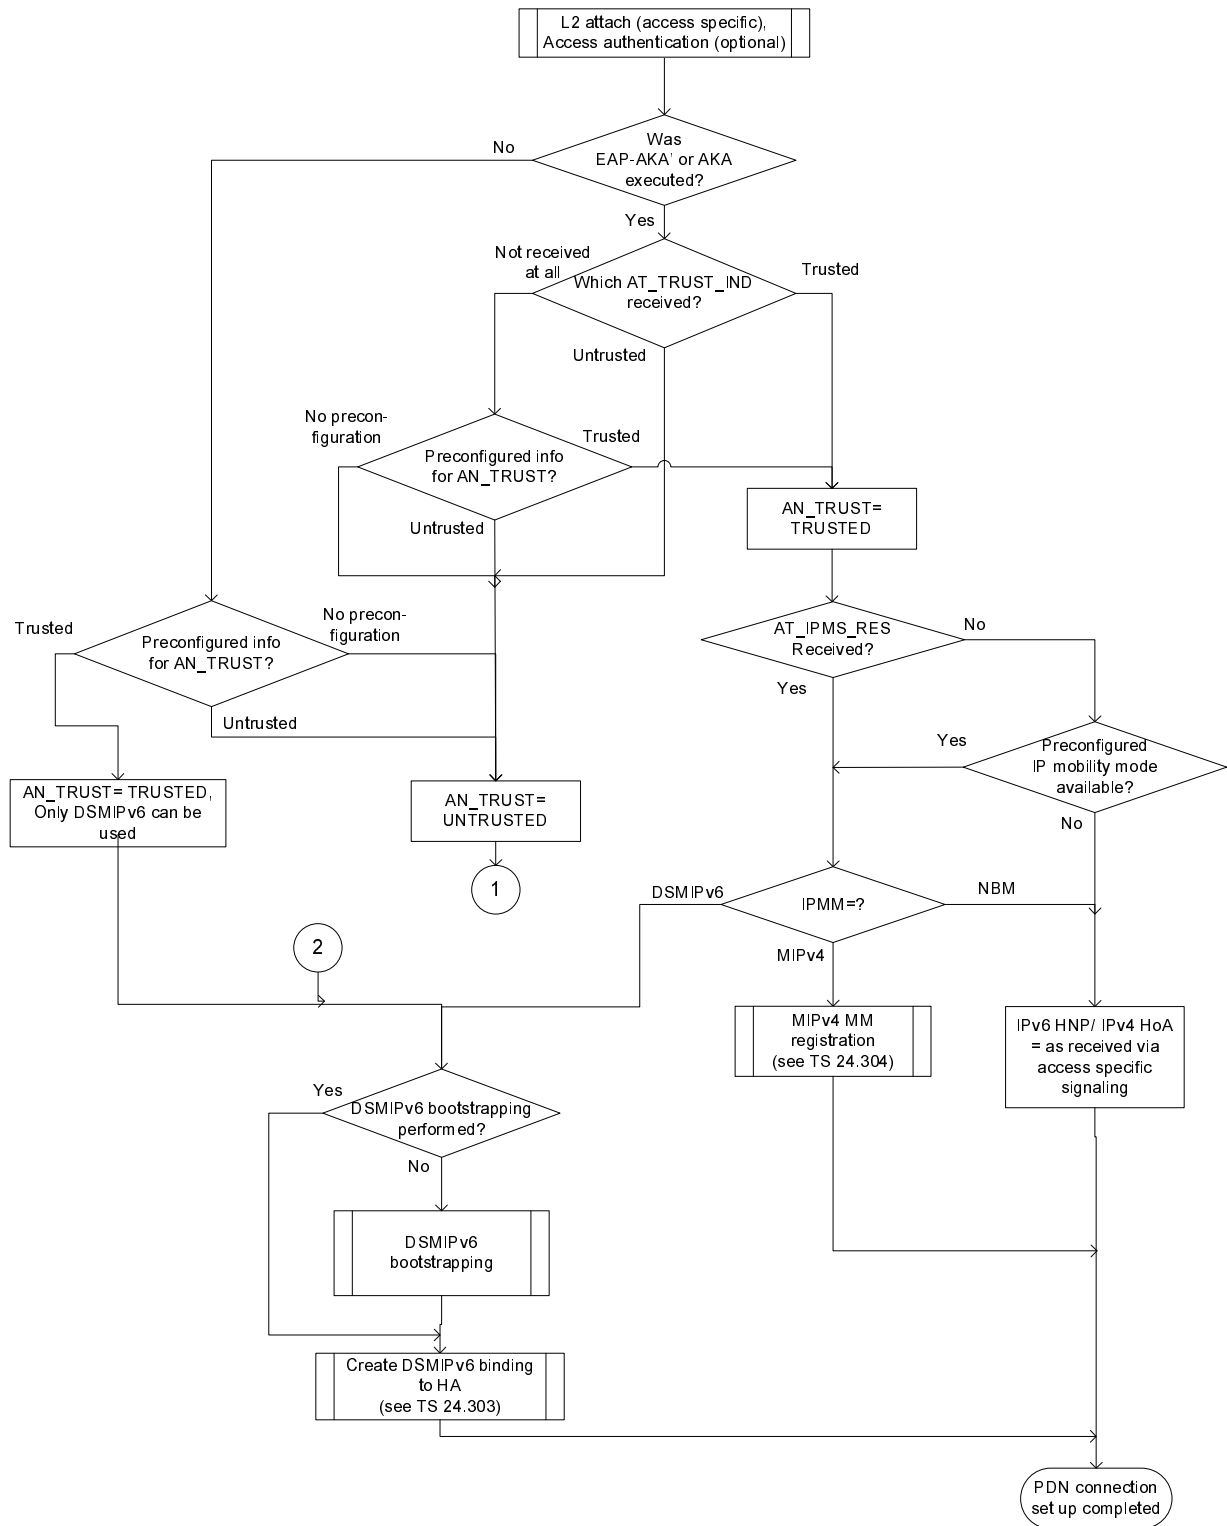 L2 attach (access specific),
Access authentication (optional)
Was
EAP-AKA' or AKA
executed?
No
Yes
Not received
at all
Which AT_TRUST_IND
received?
Trusted
Untrusted
No precon-
figuration
Preconfigured info
for AN_TRUST?
Trusted
Untrusted
AN_TRUST=
TRUSTED
Trusted
Preconfigured info
for AN_TRUST?
No precon-
figuration
Untrusted
AT_IPMS_RES
Received?
No
Yes
Preconfigured
IP mobility mode
available?
Yes
No
AN_TRUST= TRUSTED,
Only DSMIPv6 can be
used
AN_TRUST=
UNTRUSTED
1
DSMIPv6
IPMM=?
NBM
MIPv4
2
MIPv4 MM
registration
(see TS 24.304)
IPv6 HNP/ IPv4 HoA
= as received via
access specific
signaling
Yes
DSMIPv6 bootstrapping
performed?
No
DSMIPv6
bootstrapping
Create DSMIPv6 binding
to HA
(see TS 24.303)
PDN connection
set up completed